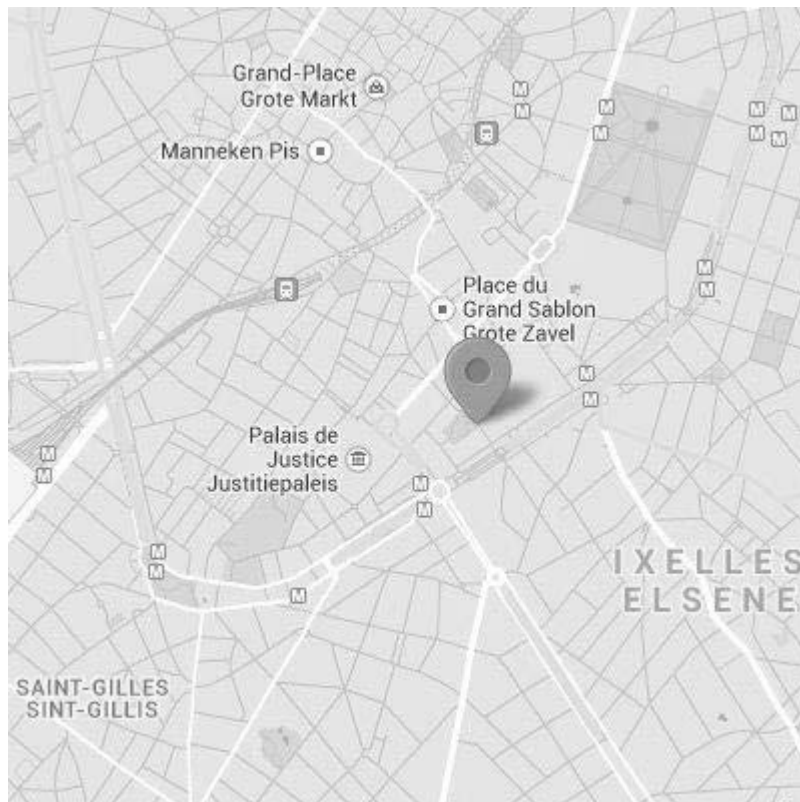 Grand-Place
Grote Markt
M
M
M
M
M
M
M
M
Manneken Pis
M
M
Place du
Grand Sablon
Grote Zavel
M
M
Palais de
Justice
Justitiepaleis
M
M
M
M
M
M
M
IXELLES
ELSENE
SAINT-GILLES
SINT-GILLIS